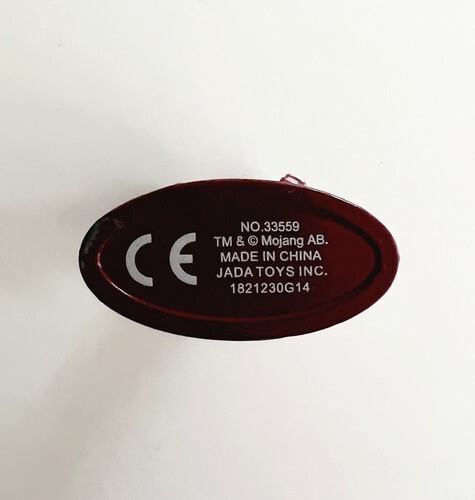 NO.33559
TM & © Mojang AB.
CE MADE IN CHINA
JADA TOYS INC.
1821230G14